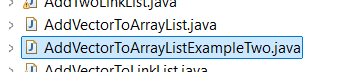 AddTwoLinkList.java
AddVectorToArrayList.java
AddVectorToArrayListExampleTwo.java
AddVectorToLinkList.java